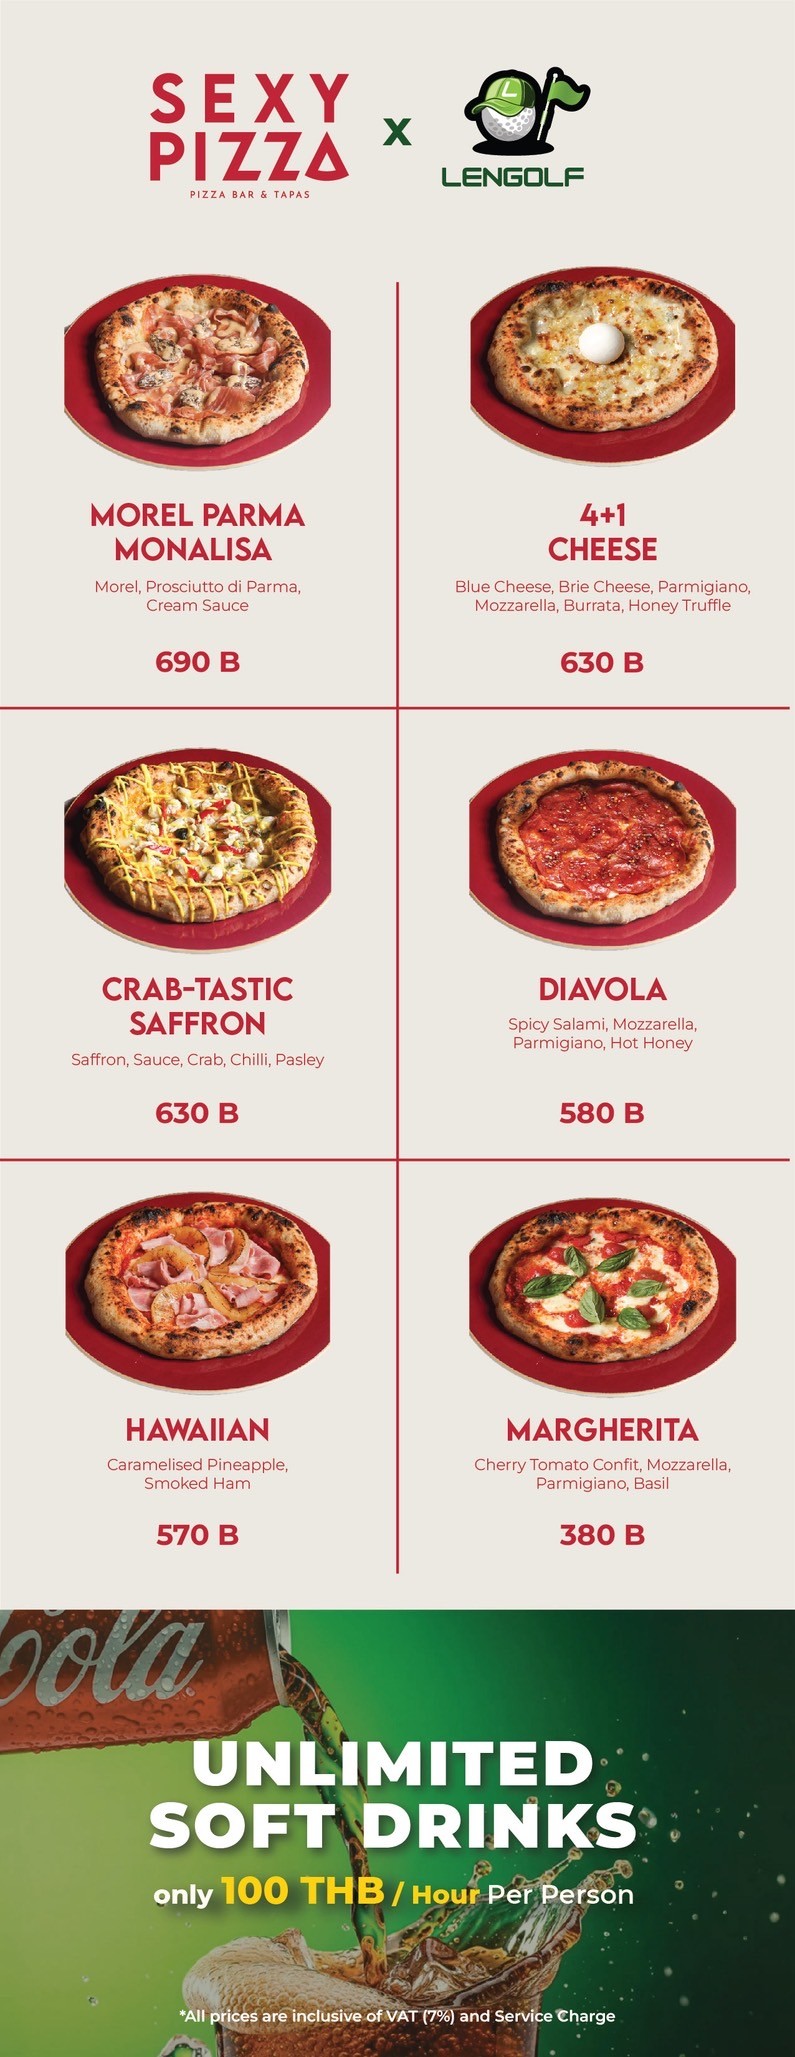 SEXY
PIZZA
PIZZA BAR & TAPAS
x
L
LENGOLF
MOREL PARMA
MONALISA
Morel, Prosciutto di Parma,
Cream Sauce
690 B
4+1
CHEESE
Blue Cheese, Brie Cheese, Parmigiano,
Mozzarella, Burrata, Honey Truffle
630 B
CRAB-TASTIC
SAFFRON
Saffron, Sauce, Crab, Chilli, Pasley
630 B
DIAVOLA
Spicy Salami, Mozzarella,
Parmigiano, Hot Honey
580 B
HAWAIIAN
Caramelised Pineapple,
Smoked Ham
570 B
MARGHERITA
Cherry Tomato Confit, Mozzarella,
Parmigiano, Basil
380 B
Cola
UNLIMITED
SOFT DRINKS
only 100 THB / Hour Per Person
*All prices are inclusive of VAT (7%) and Service Charge